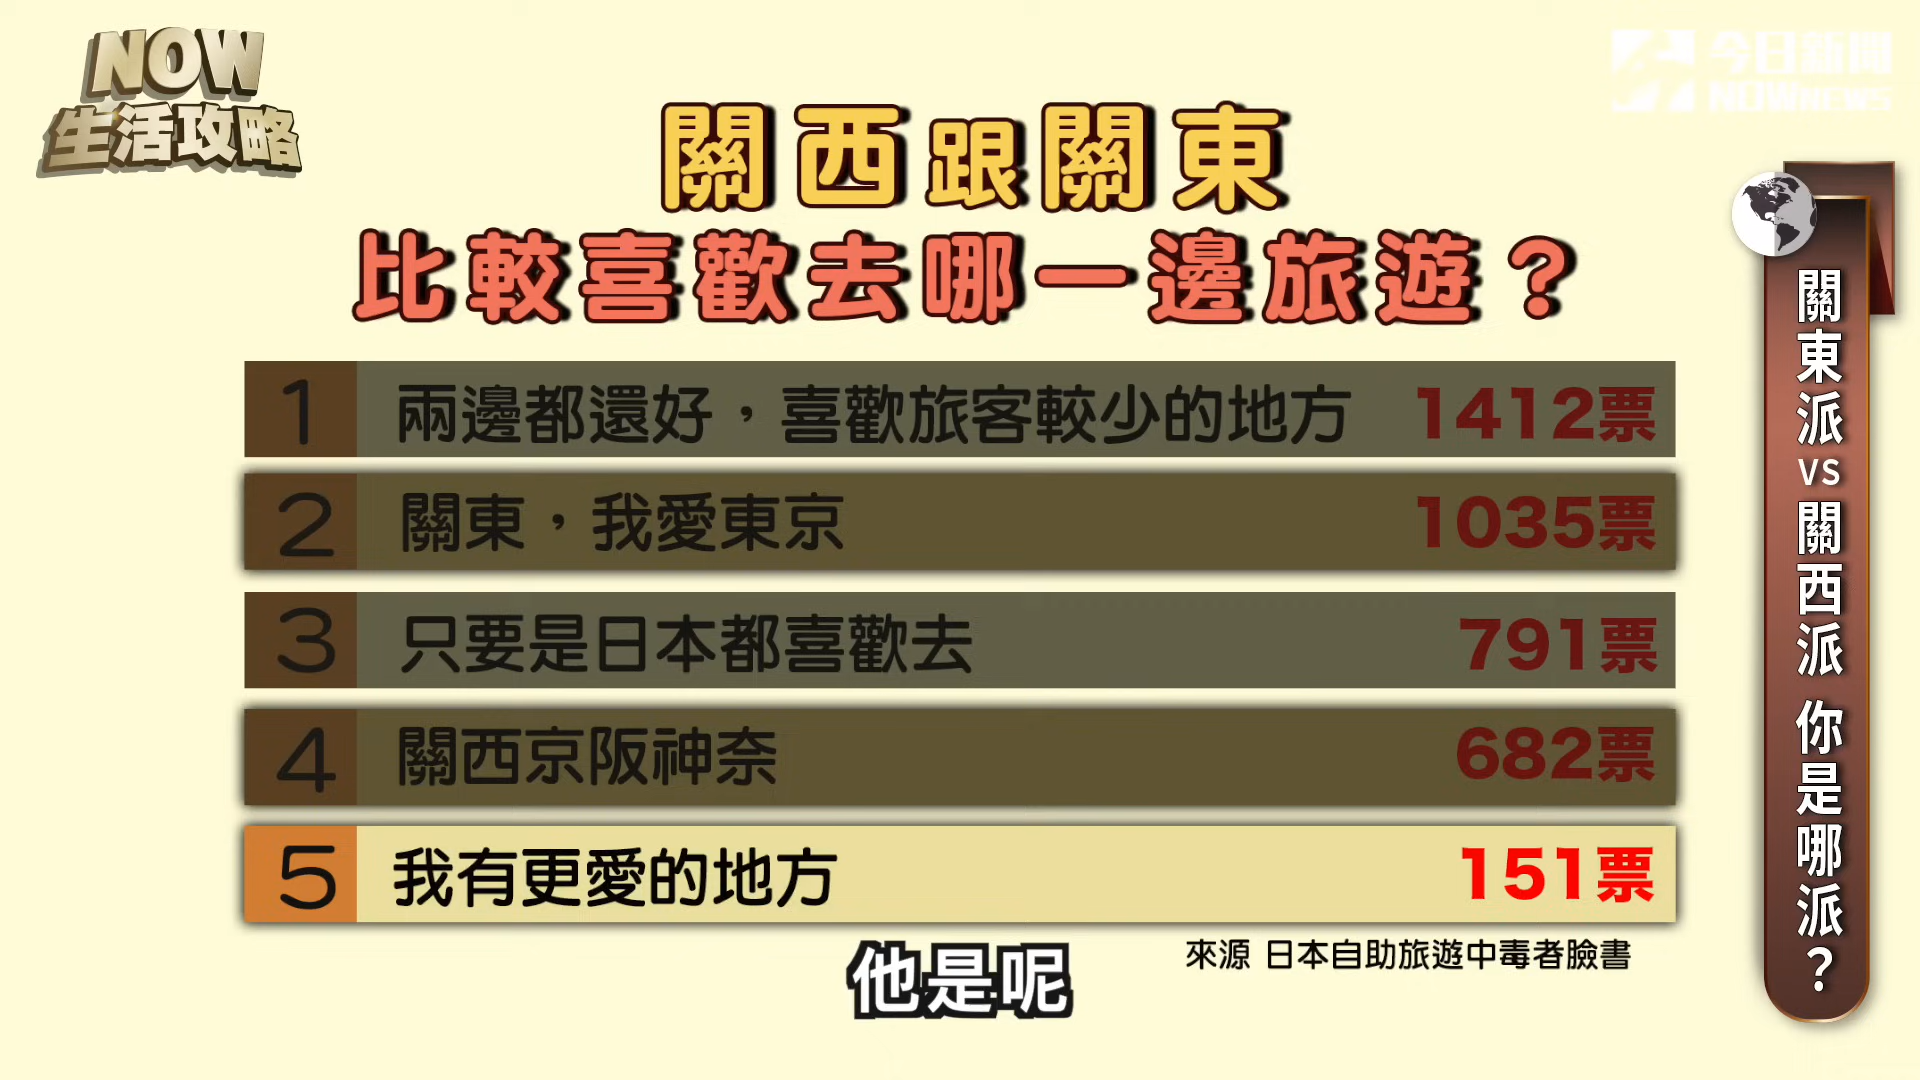 NOW
生活攻略
今日新聞
NOWNEWS
關西跟關東
比較喜歡去哪一邊旅遊？
1 兩邊都還好，喜歡旅客較少的地方 1412票
2 關東，我愛東京 1035票
3 只要是日本都喜歡去 791票
4 關西京阪神奈 682票
5 我有更愛的地方 151票
來源 日本自助旅遊中毒者臉書
他是呢
關東派vs關西派 你是哪派？